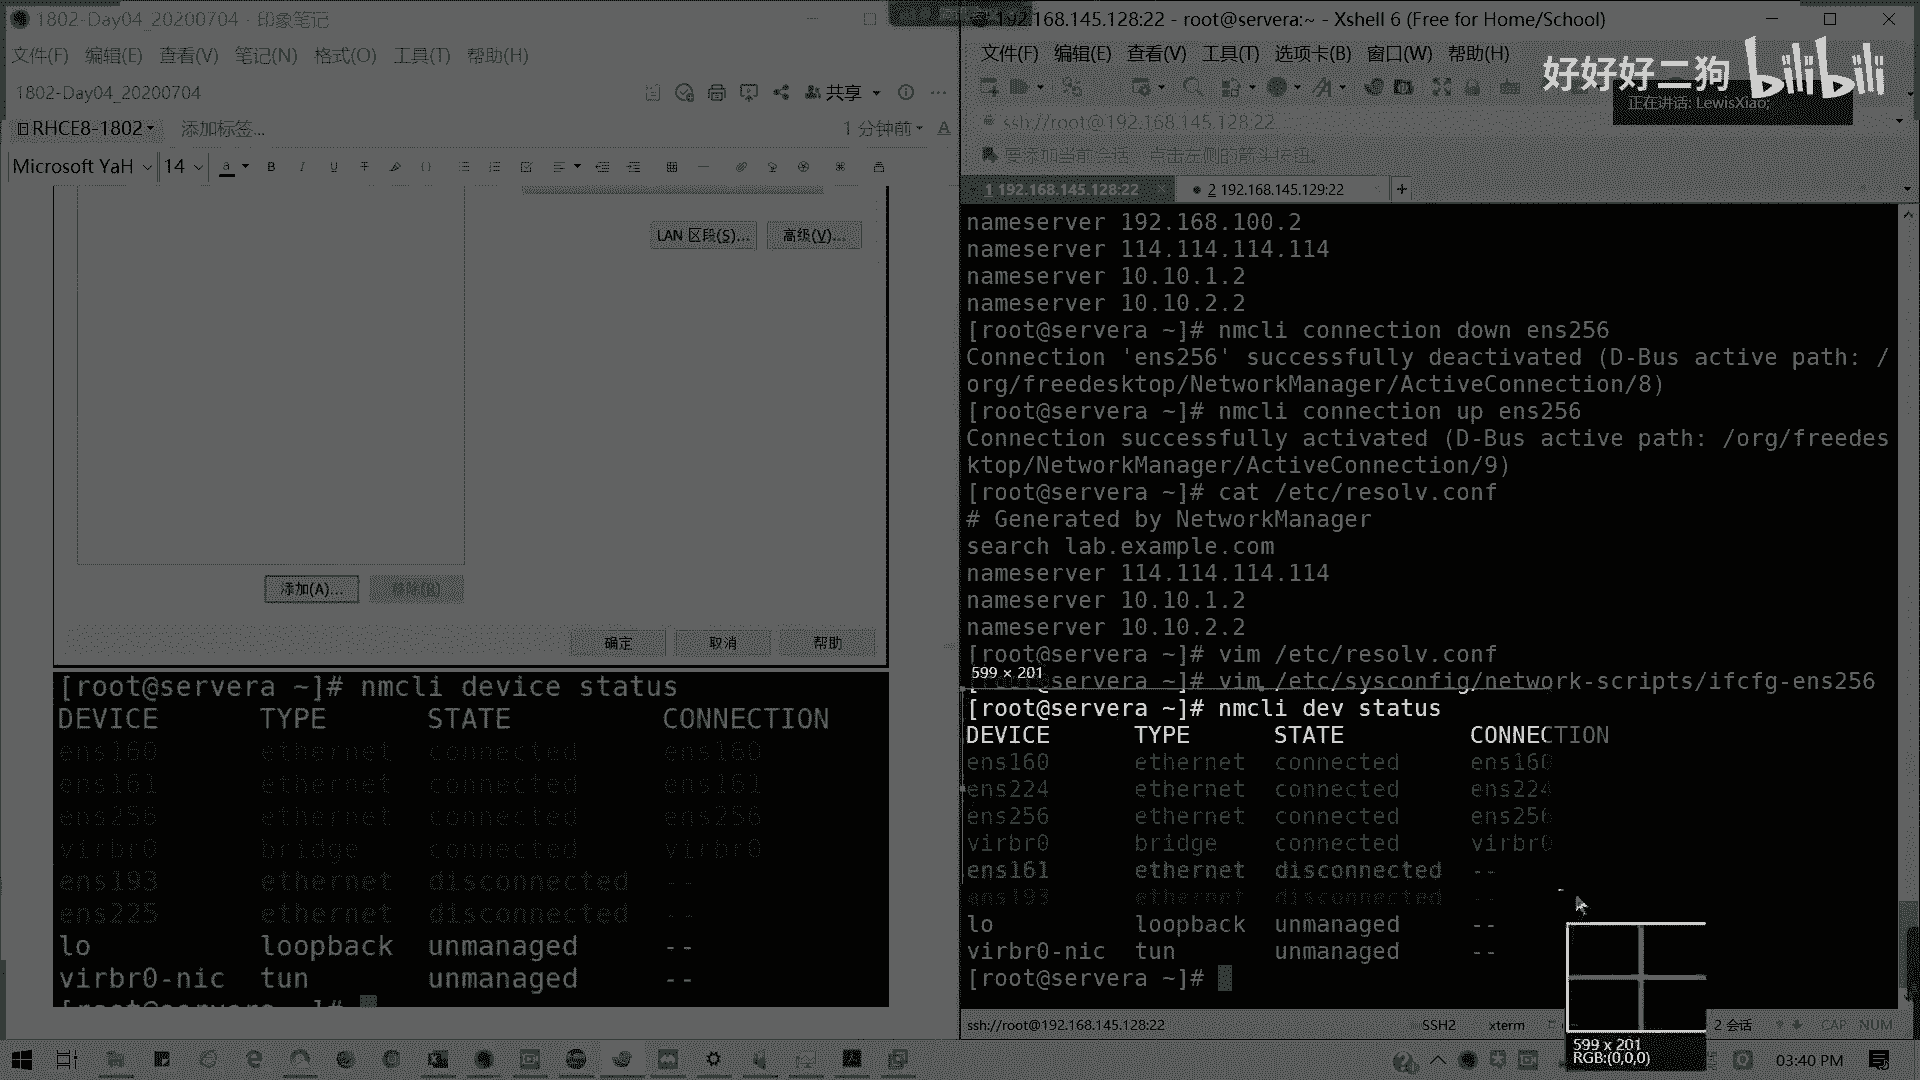 1802-Day04_20200704 - 印象笔记
文件(F) 编辑(E) 查看(V) 笔记(N) 格式(O) 工具(T) 帮助(H)
1802-Day04_20200704
共享
RHCE8-1802
添加标签...
1 分钟前
Microsoft YaH
14
LAN 区段(S)...
高级(V)...
添加(A)...
移除(R)
确定
取消
帮助
[root@servera ~]# nmcli device status
DEVICE TYPE STATE CONNECTION
ens160 ethernet connected ens160
ens161 ethernet connected ens161
ens256 ethernet connected ens256
virbr0 bridge connected virbr0
ens193 ethernet disconnected --
ens225 ethernet disconnected --
lo loopback unmanaged --
virbr0-nic tun unmanaged --
192.168.145.128:22 - root@servera:~ - Xshell 6 (Free for Home/School)
文件(F) 编辑(E) 查看(V) 工具(T) 选项卡(B) 窗口(W) 帮助(H)
好好好二狗 bilibili
正在讲话: LewisXiao;
ssh://root@192.168.145.128:22
要添加当前会话，点击左侧的箭头按钮。
1 192.168.145.128:22
2 192.168.145.129:22
nameserver 192.168.100.2
nameserver 114.114.114.114
nameserver 10.10.1.2
nameserver 10.10.2.2
[root@servera ~]# nmcli connection down ens256
Connection 'ens256' successfully deactivated (D-Bus active path: /
org/freedesktop/NetworkManager/ActiveConnection/8)
[root@servera ~]# nmcli connection up ens256
Connection successfully activated (D-Bus active path: /org/freedes
ktop/NetworkManager/ActiveConnection/9)
[root@servera ~]# cat /etc/resolv.conf
# Generated by NetworkManager
search lab.example.com
nameserver 114.114.114.114
nameserver 10.10.1.2
nameserver 10.10.2.2
[root@servera ~]# vim /etc/resolv.conf
599 × 201
[root@servera ~]# vim /etc/sysconfig/network-scripts/ifcfg-ens256
[root@servera ~]# nmcli dev status
DEVICE TYPE STATE CONNECTION
ens160 ethernet connected ens160
ens224 ethernet connected ens224
ens256 ethernet connected ens256
virbr0 bridge connected virbr0
ens161 ethernet disconnected --
ens193 ethernet disconnected --
lo loopback unmanaged --
virbr0-nic tun unmanaged --
[root@servera ~]#
ssh://root@192.168.145.128:22
SSH2
xterm
2 会话
CAP NUM
599 x 201
RGB:(0,0,0)
03:40 PM